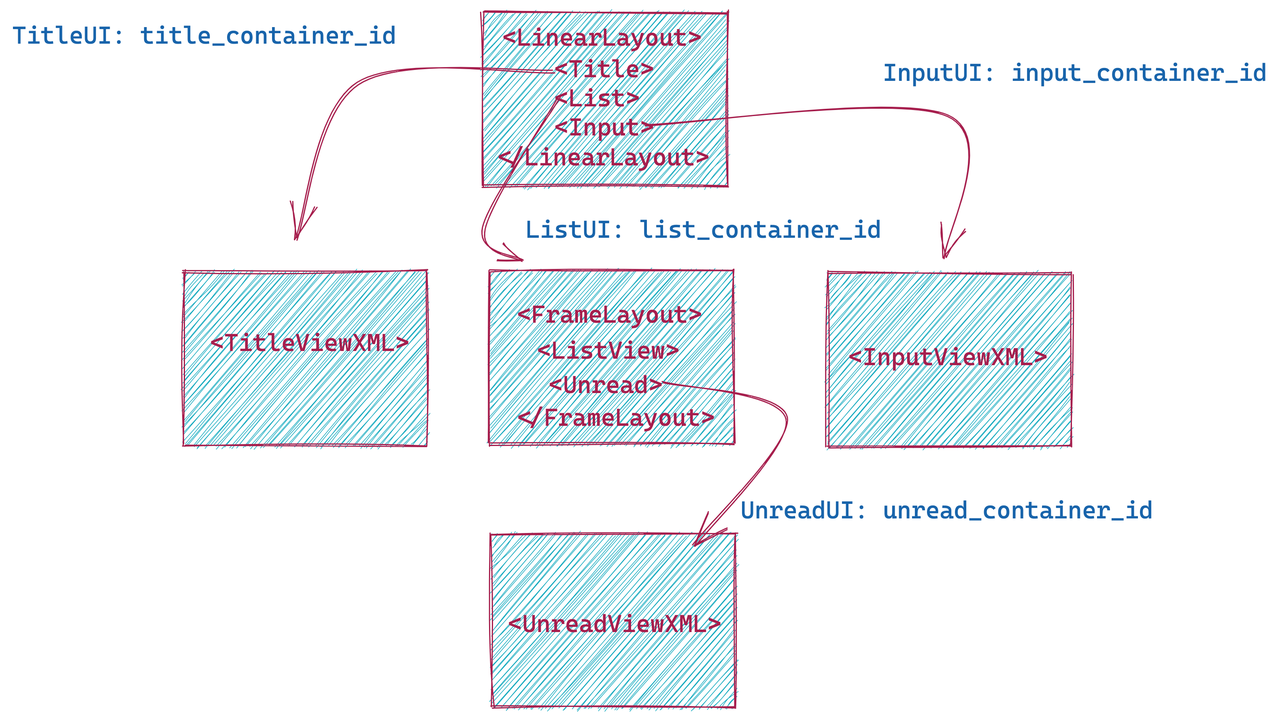 TitleUI: title_container_id
<LinearLayout>
<Title>
<List>
<Input>
</LinearLayout>
InputUI: input_container_id
ListUI: list_container_id
<TitleViewXML>
<FrameLayout>
<ListView>
<Unread>
</FrameLayout>
<InputViewXML>
UnreadUI: unread_container_id
<UnreadViewXML>